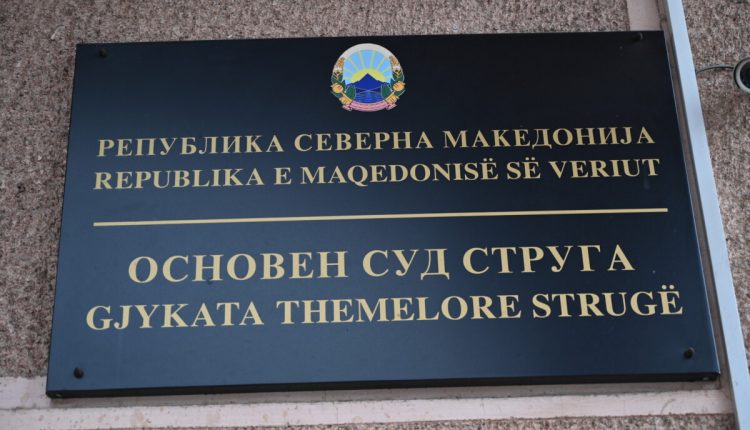 РЕПУБЛИКА СЕВЕРНА МАКЕДОНИЈА
REPUBLIKA E MAQEDONISË SË VERIUT
ОСНОВЕН СУД СТРУГА
GJYKATA THEMELORE STRUGË